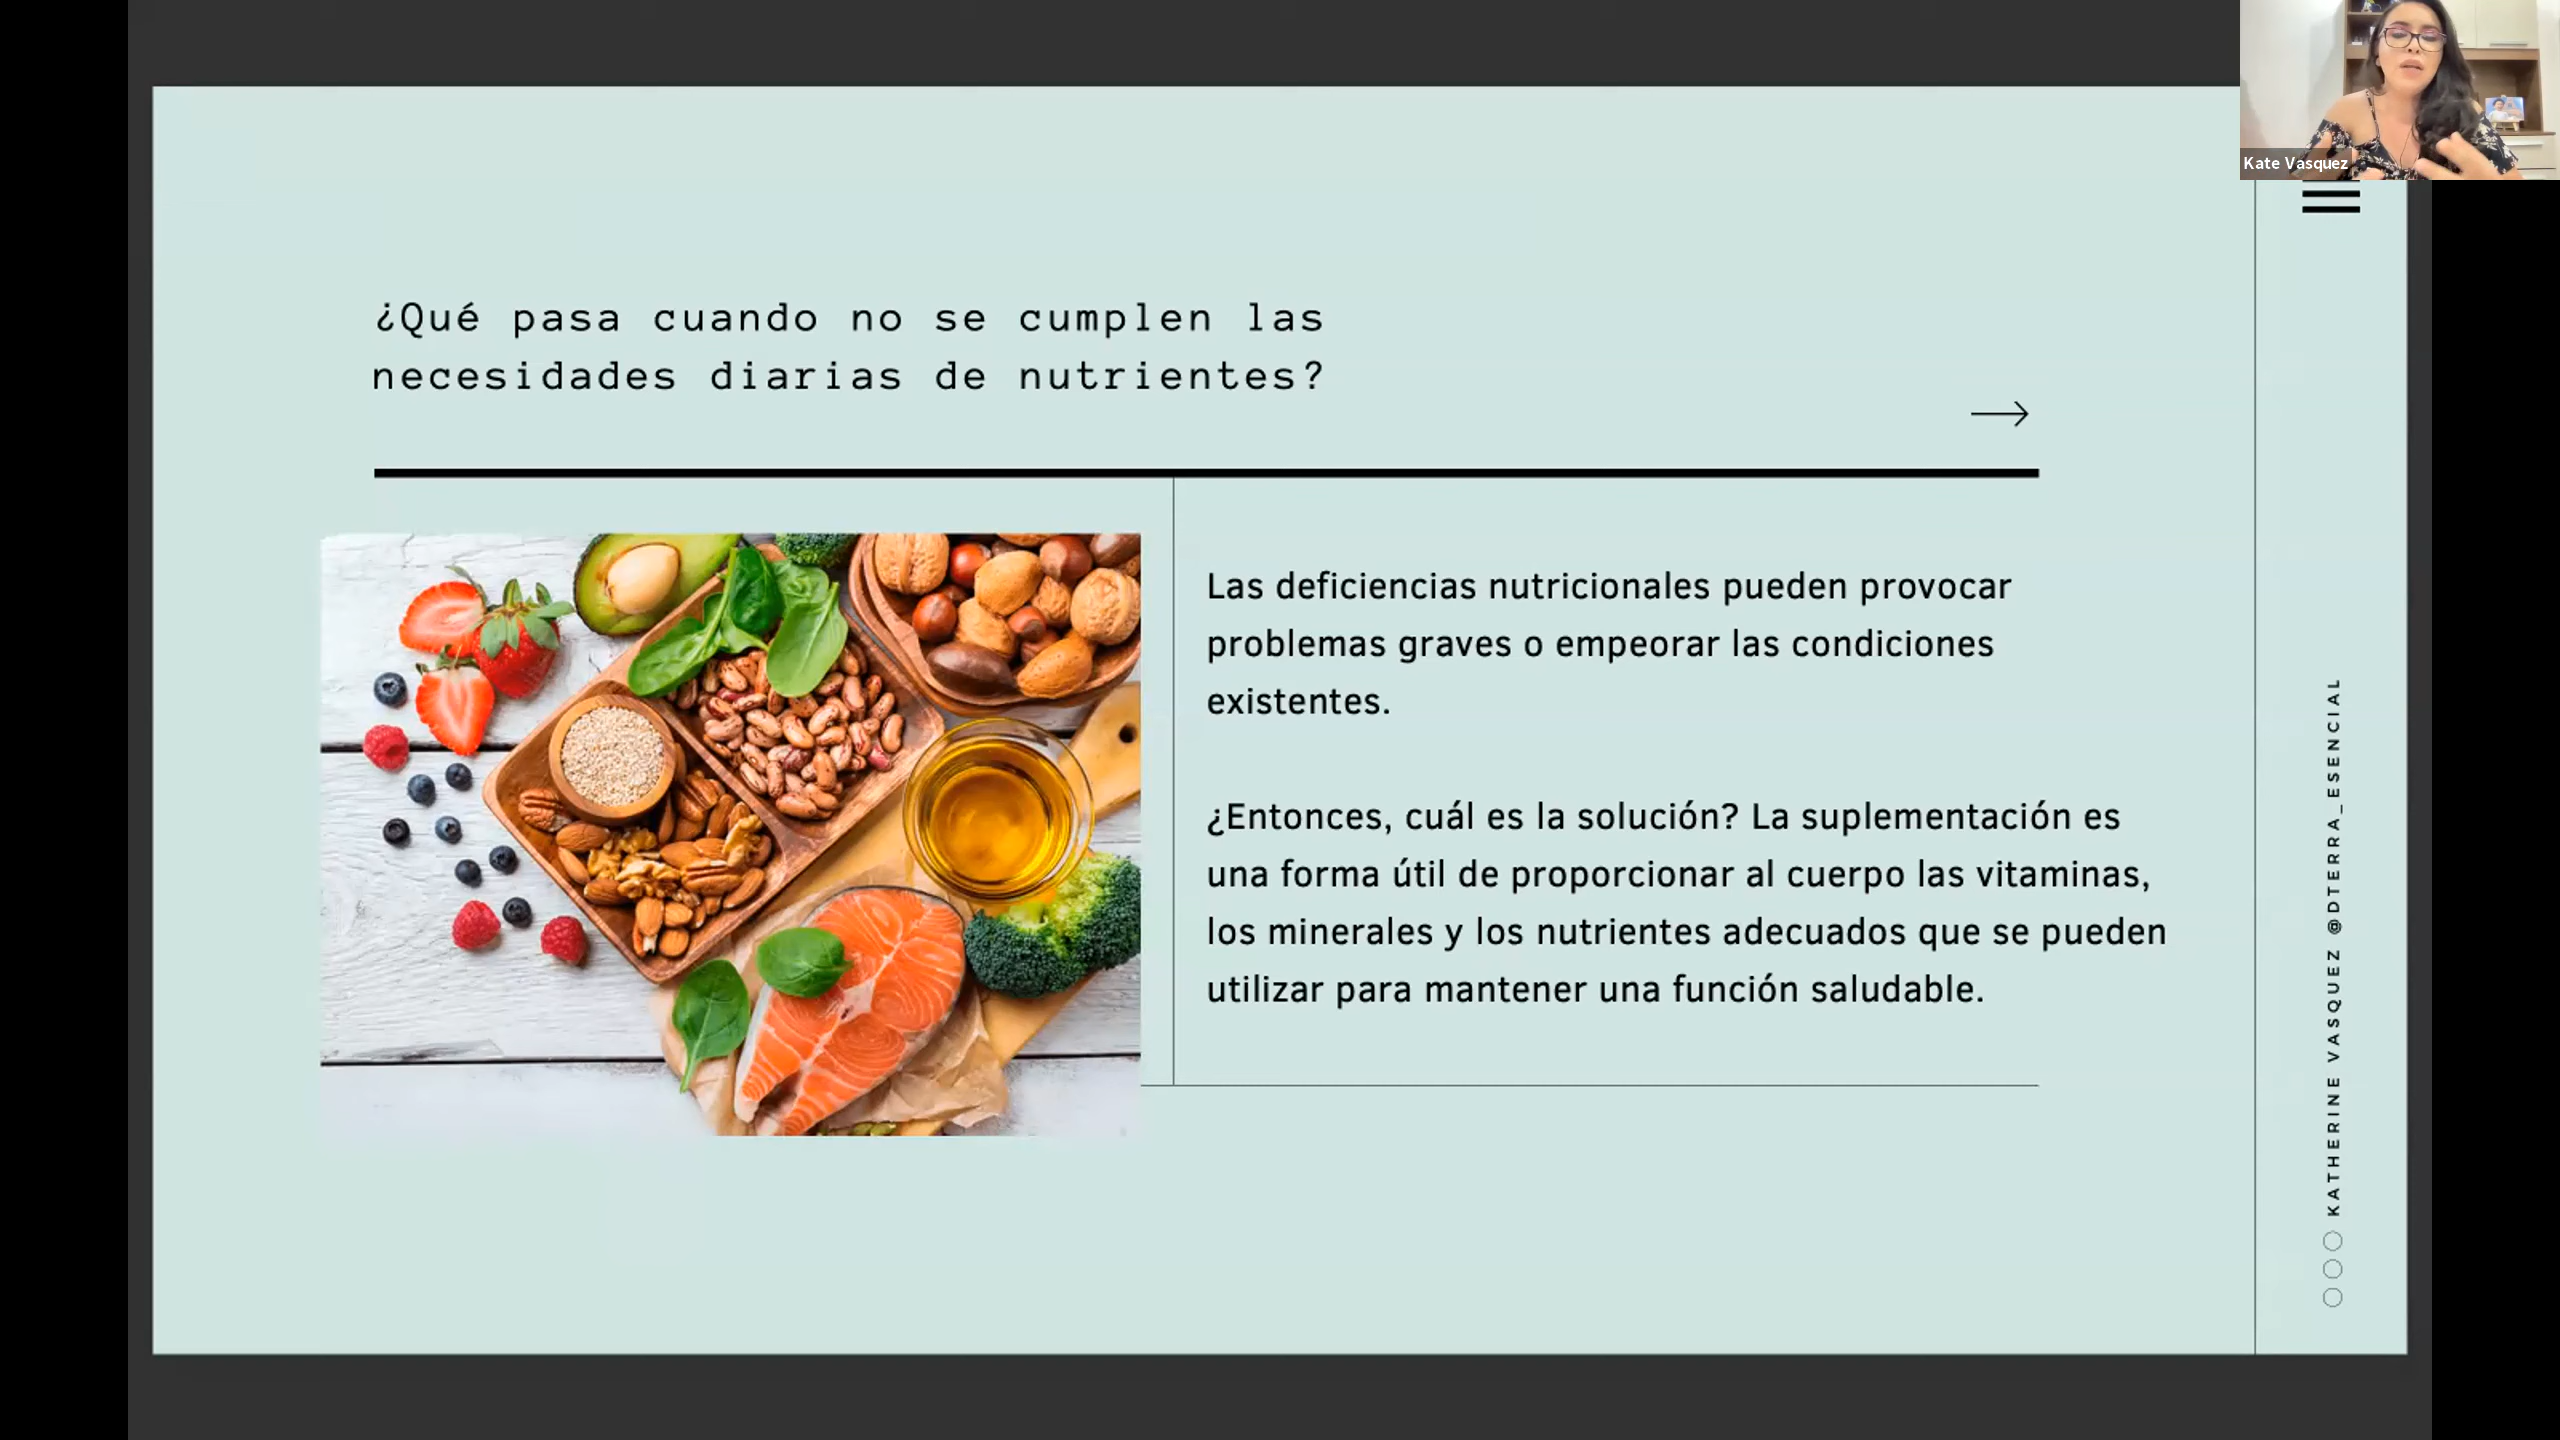 Kate Vasquez
¿Qué pasa cuando no se cumplen las
necesidades diarias de nutrientes?
Las deficiencias nutricionales pueden provocar
problemas graves o empeorar las condiciones
existentes.
¿Entonces, cuál es la solución? La suplementación es
una forma útil de proporcionar al cuerpo las vitaminas,
los minerales y los nutrientes adecuados que se pueden
utilizar para mantener una función saludable.
KATHERINE VASQUEZ @DTERRA_ESENCIAL